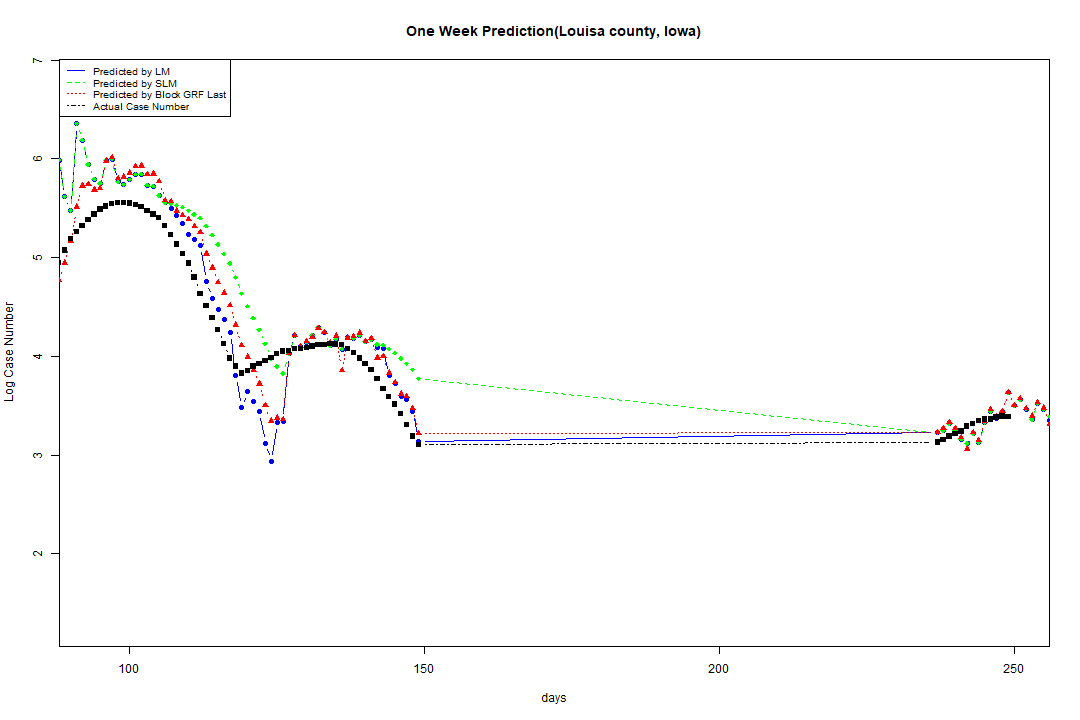 One Week Prediction(Louisa county, Iowa)
Predicted by LM
Predicted by SLM
Predicted by Block GRF Last
Actual Case Number
Log Case Number
7
6
5
4
3
2
100 150 200 250
days